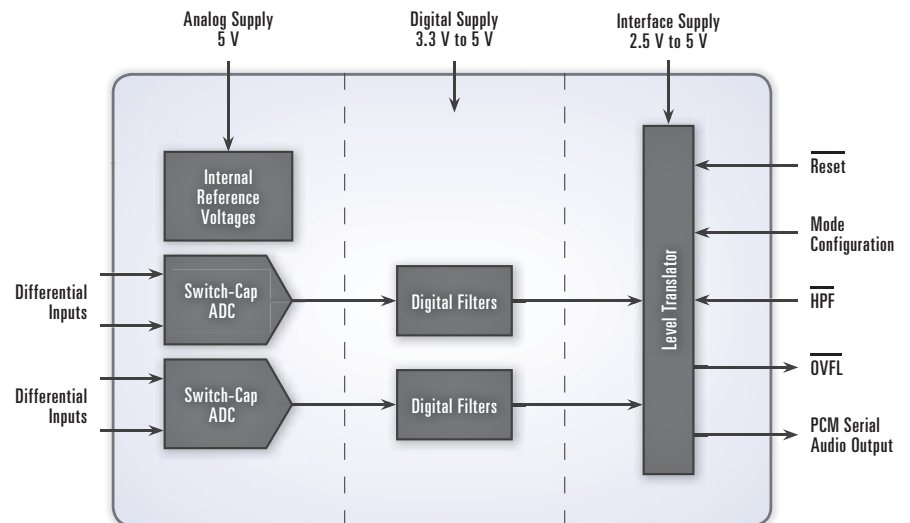 Analog Supply
5 V
Digital Supply
3.3 V to 5 V
Interface Supply
2.5 V to 5 V
Internal
Reference
Voltages
Reset
Mode
Configuration
Differential
Inputs
Switch-Cap
ADC
Digital Filters
Level Translator
HPF
OVFL
Differential
Inputs
Switch-Cap
ADC
Digital Filters
PCM Serial
Audio Output